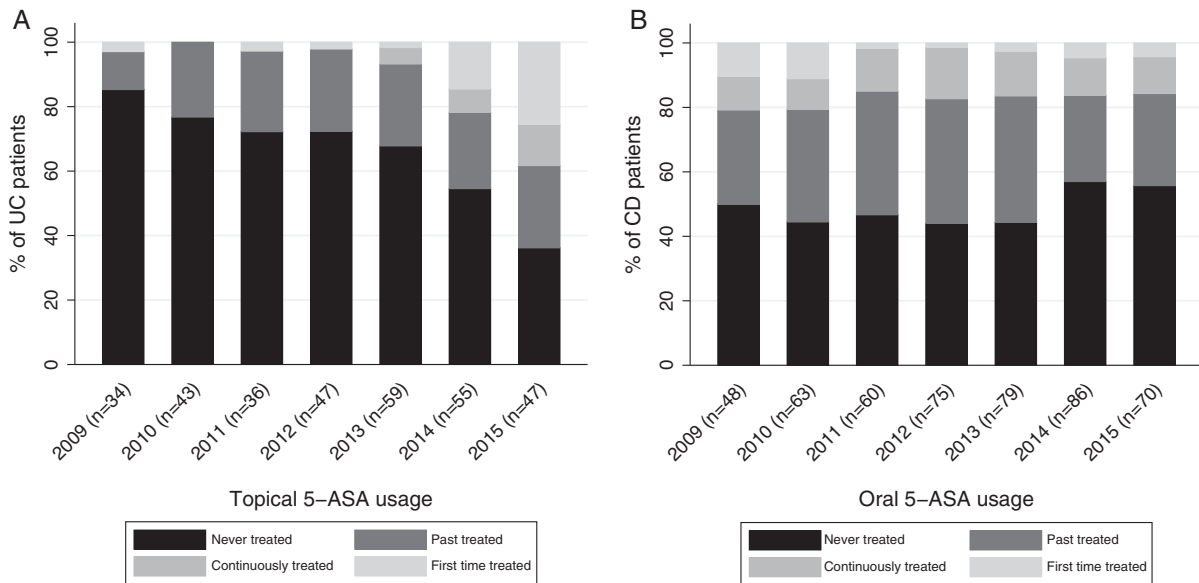 A
% of UC patients
100
80
60
40
20
0
2009 (n=34)
2010 (n=43)
2011 (n=36)
2012 (n=47)
2013 (n=59)
2014 (n=55)
2015 (n=47)
Topical 5–ASA usage
Never treated
Past treated
Continuously treated
First time treated
B
% of CD patients
100
80
60
40
20
0
2009 (n=48)
2010 (n=63)
2011 (n=60)
2012 (n=75)
2013 (n=79)
2014 (n=86)
2015 (n=70)
Oral 5–ASA usage
Never treated
Past treated
Continuously treated
First time treated